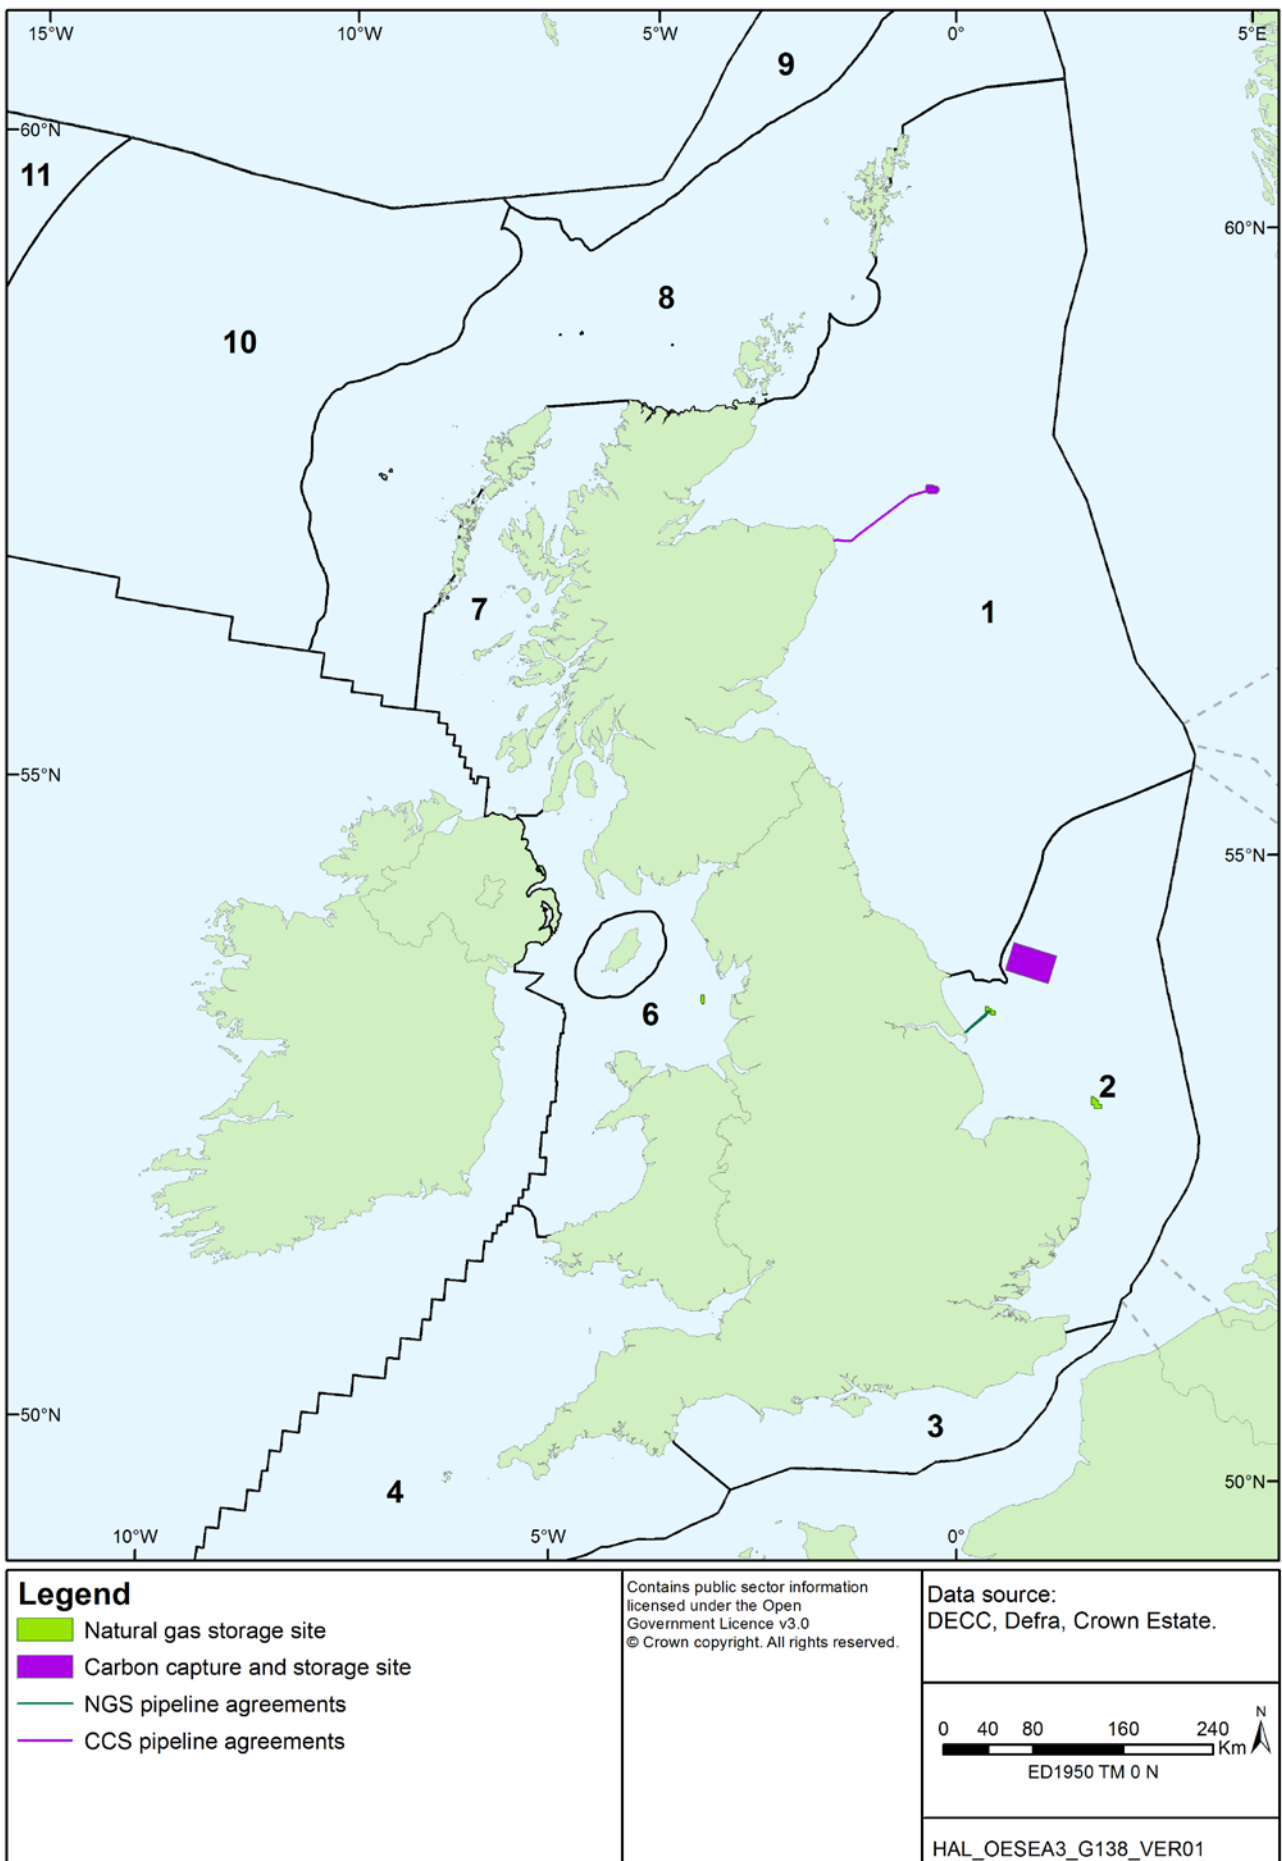 15°W 10°W 5°W 0° 5°E
9
60°N
11
60°N
8
10
7
1
55°N
55°N
6
2
3
4
50°N
50°N
10°W 5°W 0°
Legend
Natural gas storage site
Carbon capture and storage site
NGS pipeline agreements
CCS pipeline agreements
Contains public sector information
licensed under the Open
Government Licence v3.0
© Crown copyright. All rights reserved.
Data source:
DECC, Defra, Crown Estate.
N
0 40 80 160 240
Km
ED1950 TM 0 N
HAL_OESEA3_G138_VER01